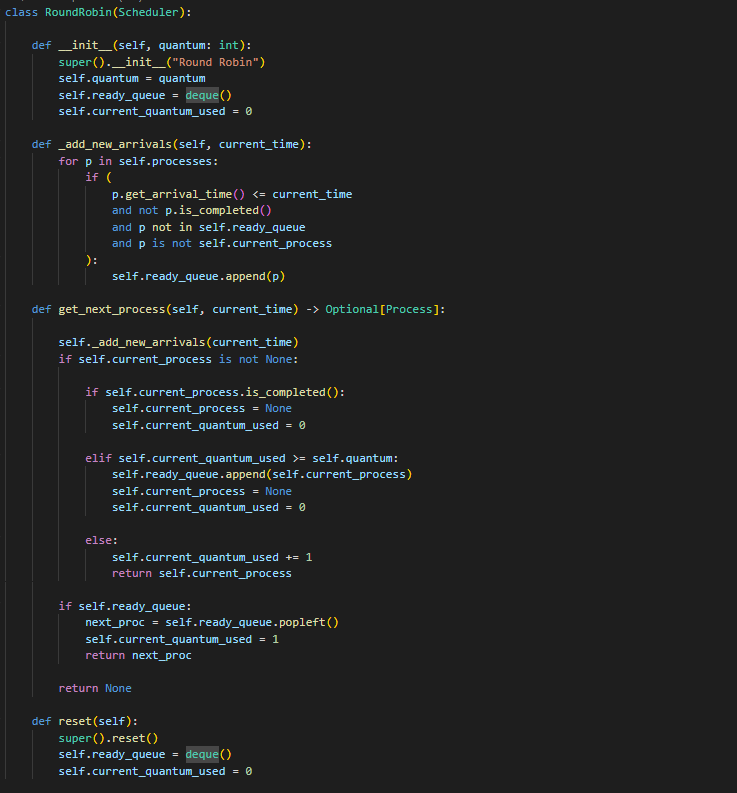 class RoundRobin(Scheduler):
def __init__(self, quantum: int):
super().__init__("Round Robin")
self.quantum = quantum
self.ready_queue = deque()
self.current_quantum_used = 0
def _add_new_arrivals(self, current_time):
for p in self.processes:
if (
p.get_arrival_time() <= current_time
and not p.is_completed()
and p not in self.ready_queue
and p is not self.current_process
):
self.ready_queue.append(p)
def get_next_process(self, current_time) -> Optional[Process]:
self._add_new_arrivals(current_time)
if self.current_process is not None:
if self.current_process.is_completed():
self.current_process = None
self.current_quantum_used = 0
elif self.current_quantum_used >= self.quantum:
self.ready_queue.append(self.current_process)
self.current_process = None
self.current_quantum_used = 0
else:
self.current_quantum_used += 1
return self.current_process
if self.ready_queue:
next_proc = self.ready_queue.popleft()
self.current_quantum_used = 1
return next_proc
return None
def reset(self):
super().reset()
self.ready_queue = deque()
self.current_quantum_used = 0